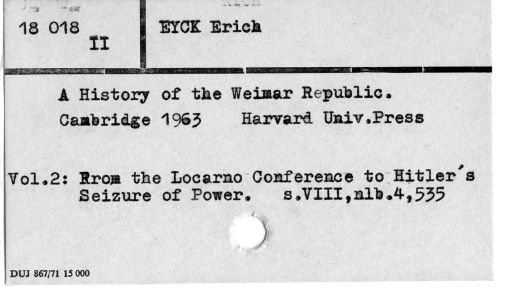 18 018
II
EYCK Erich
A History of the Weimar Republic.
Cambridge 1963 Harvard Univ.Press
Vol.2: From the Locarno Conference to Hitler's
Seizure of Power. s.VIII,nlb.4,535
DUJ 867/71 15 000